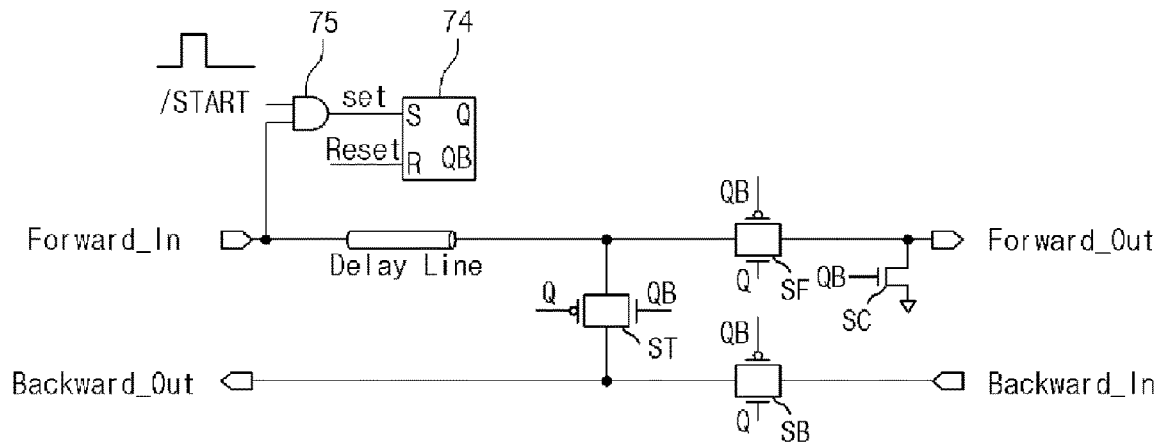 75
74
/START
set
S Q
Reset
R QB
QB
Forward_In
Forward_Out
Delay Line
Q
SF
QB
SC
Q
QB
ST
QB
Backward_Out
Backward_In
Q
SB